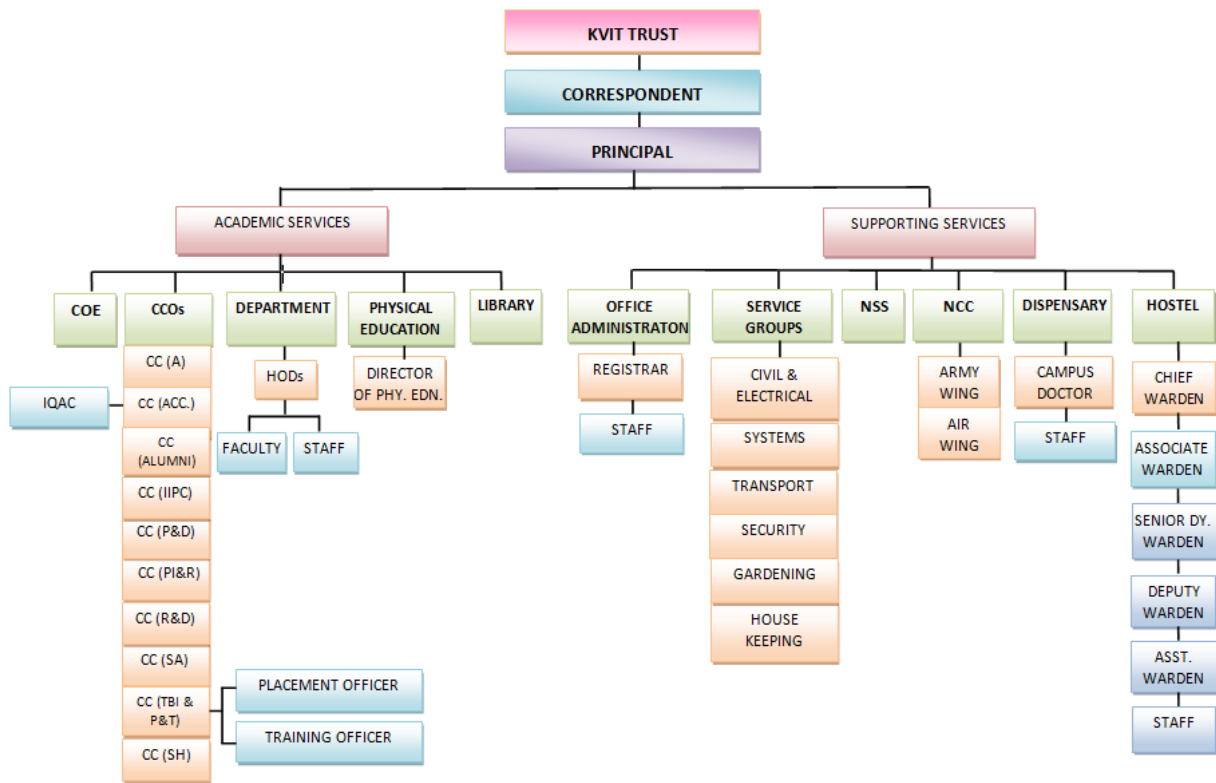 KVIT TRUST
CORRESPONDENT
PRINCIPAL
ACADEMIC SERVICES
SUPPORTING SERVICES
COE
CCOs
DEPARTMENT
PHYSICAL
EDUCATION
LIBRARY
OFFICE
ADMINISTRATON
SERVICE
GROUPS
NSS
NCC
DISPENSARY
HOSTEL
CC (A)
IQAC
CC (ACC.)
CC
(ALUMNI)
CC (IIPC)
CC (P&D)
CC (PI&R)
CC (R&D)
CC (SA)
CC (TBI &
P&T)
CC (SH)
PLACEMENT OFFICER
TRAINING OFFICER
HODs
FACULTY
STAFF
DIRECTOR
OF PHY. EDN.
REGISTRAR
STAFF
CIVIL &
ELECTRICAL
SYSTEMS
TRANSPORT
SECURITY
GARDENING
HOUSE
KEEPING
ARMY
WING
AIR
WING
CAMPUS
DOCTOR
STAFF
CHIEF
WARDEN
ASSOCIATE
WARDEN
SENIOR DY.
WARDEN
DEPUTY
WARDEN
ASST.
WARDEN
STAFF